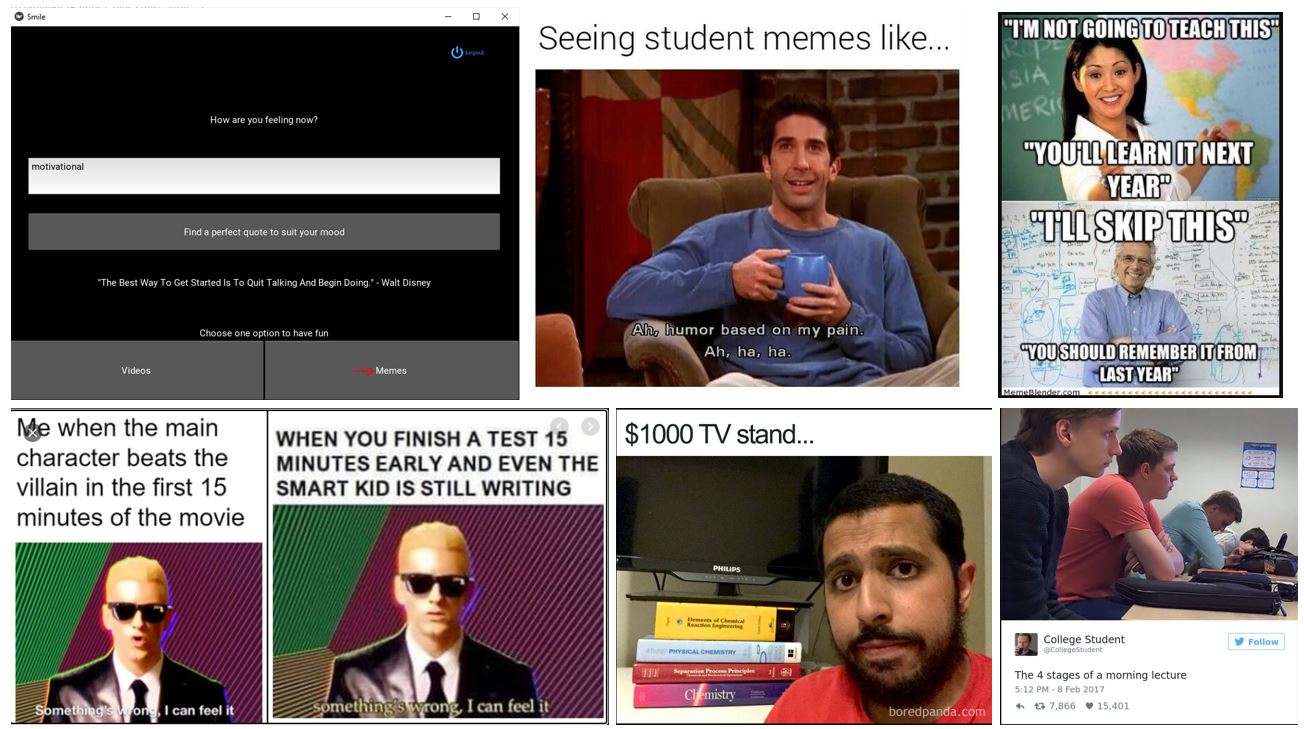 Smile
Logout
How are you feeling now?
motivational
Find a perfect quote to suit your mood
"The Best Way To Get Started Is To Quit Talking And Begin Doing." - Walt Disney
Choose one option to have fun
Videos
Memes
Seeing student memes like...
Ah, humor based on my pain.
Ah, ha, ha.
"I'M NOT GOING TO TEACH THIS"
ASIA
"YOU'LL LEARN IT NEXT
YEAR"
"I'LL SKIP THIS"
"YOU SHOULD REMEMBER IT FROM
LAST YEAR"
MemeBlender.com
Me when the main
character beats the
villain in the first 15
minutes of the movie
Something's wrong, I can feel it
WHEN YOU FINISH A TEST 15
MINUTES EARLY AND EVEN THE
SMART KID IS STILL WRITING
something's wrong, I can feel it
$1000 TV stand...
PHILIPS
Elements of Chemical
Reaction Engineering
PHYSICAL CHEMISTRY
Separation Process Principles
Chemistry
boredpanda.com
College Student
@CollegeStudent
Follow
The 4 stages of a morning lecture
5:12 PM - 8 Feb 2017
7,866
15,401